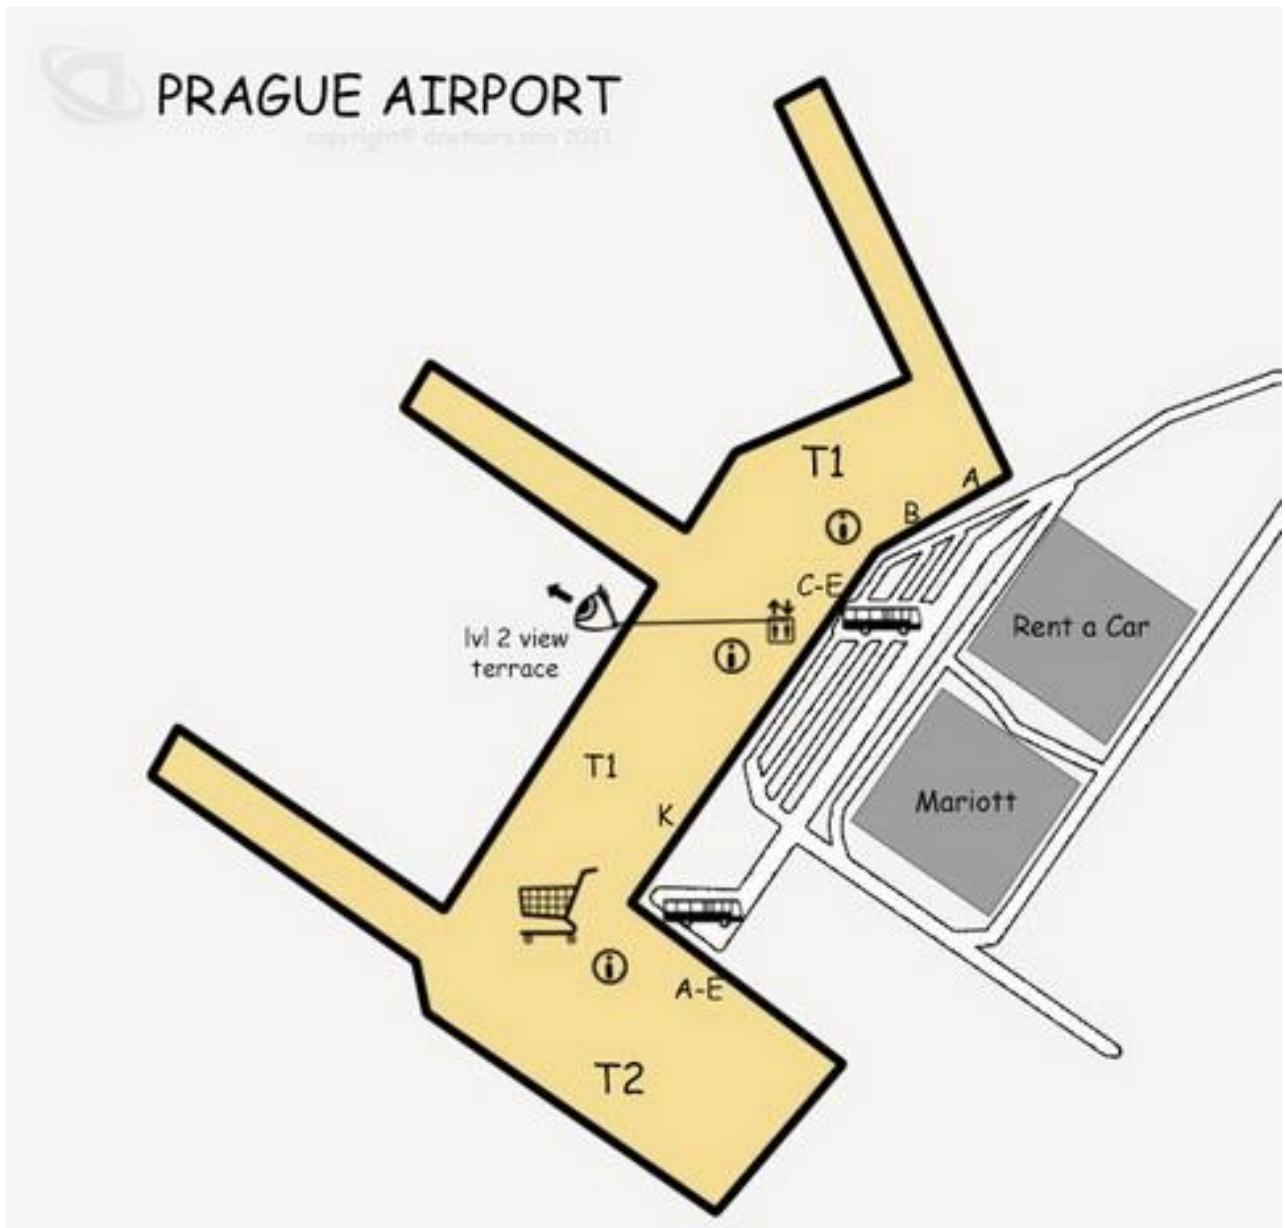 PRAGUE AIRPORT
T1
A
B
C-E
lvl 2 view
terrace
Rent a Car
T1
K
Mariott
A-E
T2